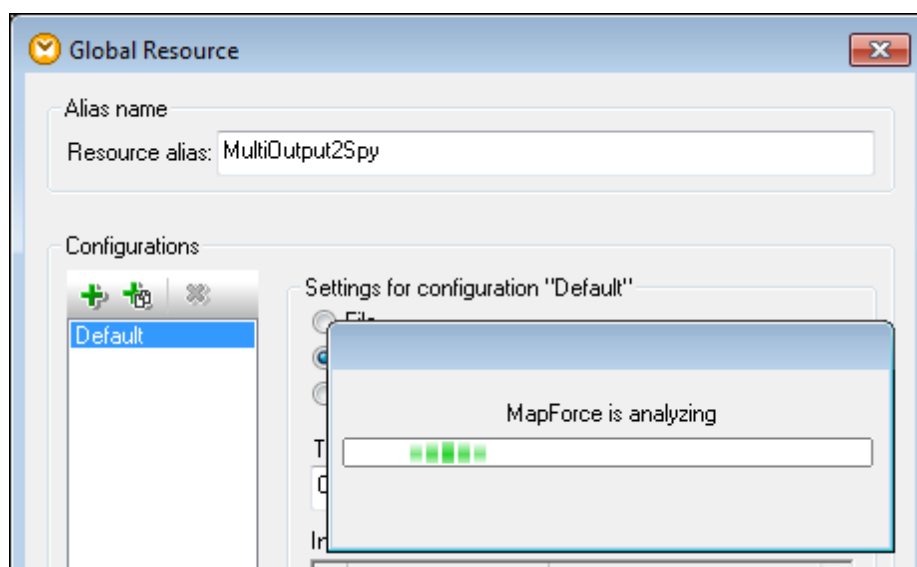 Global Resource
Alias name
Resource alias: MultiOutput2Spy
Configurations
Settings for configuration "Default"
Default
MapForce is analyzing